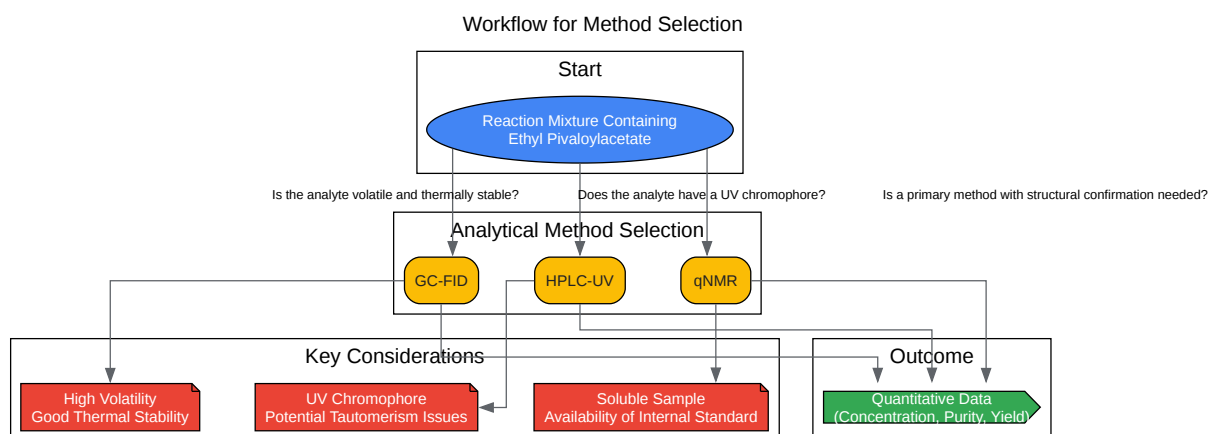 Workflow for Method Selection
Start
Reaction Mixture Containing
Ethyl Pivaloylacetate
Is the analyte volatile and thermally stable?
Does the analyte have a UV chromophore?
Is a primary method with structural confirmation needed?
Analytical Method Selection
GC-FID
HPLC-UV
qNMR
Key Considerations
Outcome
High Volatility
Good Thermal Stability
UV Chromophore
Potential Tautomerism Issues
Soluble Sample
Availability of Internal Standard
Quantitative Data
(Concentration, Purity, Yield)